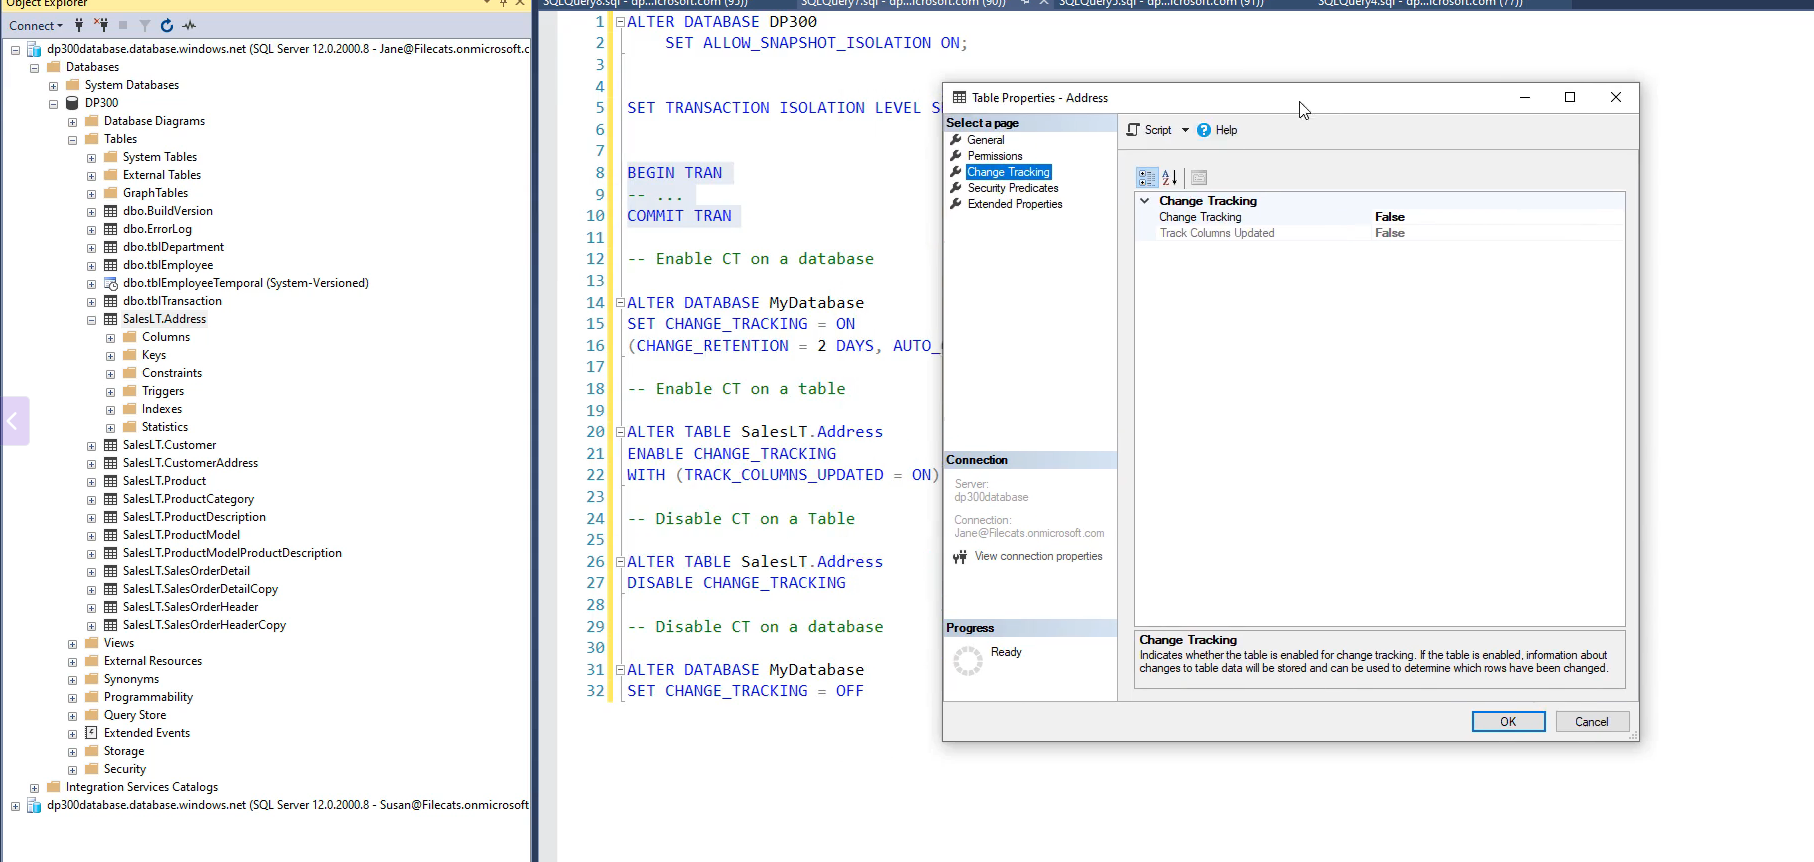 Object Explorer
Connect
dp300database.database.windows.net (SQL Server 12.0.2000.8 - Jane@Filecats.onmicrosoft.c
Databases
System Databases
DP300
Database Diagrams
Tables
System Tables
External Tables
GraphTables
dbo.BuildVersion
dbo.ErrorLog
dbo.tblDepartment
dbo.tblEmployee
dbo.tblEmployeeTemporal (System-Versioned)
dbo.tblTransaction
SalesLT.Address
Columns
Keys
Constraints
Triggers
Indexes
Statistics
SalesLT.Customer
SalesLT.CustomerAddress
SalesLT.Product
SalesLT.ProductCategory
SalesLT.ProductDescription
SalesLT.ProductModel
SalesLT.ProductModelProductDescription
SalesLT.SalesOrderDetail
SalesLT.SalesOrderDetailCopy
SalesLT.SalesOrderHeader
SalesLT.SalesOrderHeaderCopy
Views
External Resources
Synonyms
Programmability
Query Store
Extended Events
Storage
Security
Integration Services Catalogs
dp300database.database.windows.net (SQL Server 12.0.2000.8 - Susan@Filecats.onmicrosoft
SQLQuery8.sql - dp...icrosoft.com (95))
SQLQuery7.sql - dp...icrosoft.com (90))
SQLQuery5.sql - dp...icrosoft.com (91))
SQLQuery4.sql - dp...icrosoft.com (77))
1 ALTER DATABASE DP300
2 SET ALLOW_SNAPSHOT_ISOLATION ON;
3
4
5 SET TRANSACTION ISOLATION LEVEL S
6
7
8 BEGIN TRAN
9 -- ...
10 COMMIT TRAN
11
12 -- Enable CT on a database
13
14 ALTER DATABASE MyDatabase
15 SET CHANGE_TRACKING = ON
16 (CHANGE_RETENTION = 2 DAYS, AUTO_
17
18 -- Enable CT on a table
19
20 ALTER TABLE SalesLT.Address
21 ENABLE CHANGE_TRACKING
22 WITH (TRACK_COLUMNS_UPDATED = ON)
23
24 -- Disable CT on a Table
25
26 ALTER TABLE SalesLT.Address
27 DISABLE CHANGE_TRACKING
28
29 -- Disable CT on a database
30
31 ALTER DATABASE MyDatabase
32 SET CHANGE_TRACKING = OFF
Table Properties - Address
Select a page
General
Permissions
Change Tracking
Security Predicates
Extended Properties
Connection
Server:
dp300database
Connection:
Jane@Filecats.onmicrosoft.com
View connection properties
Progress
Ready
Script
Help
Change Tracking
Change Tracking False
Track Columns Updated False
Change Tracking
Indicates whether the table is enabled for change tracking. If the table is enabled, information about
changes to table data will be stored and can be used to determine which rows have been changed.
OK
Cancel